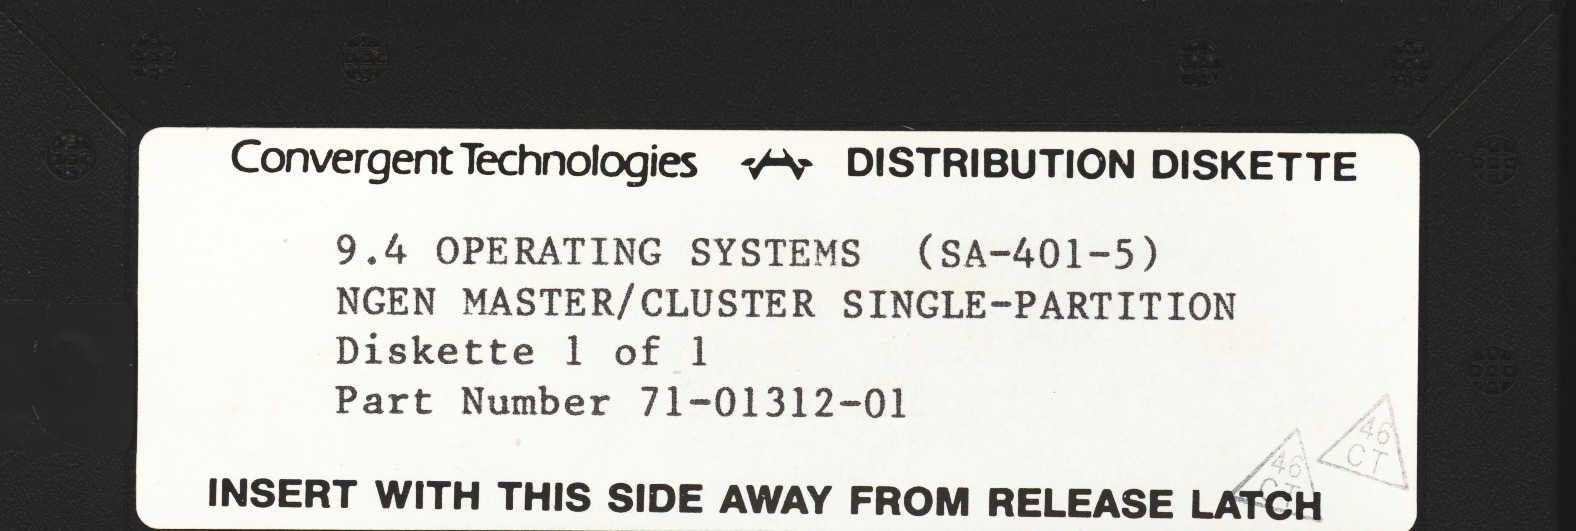 Convergent Technologies DISTRIBUTION DISKETTE
9.4 OPERATING SYSTEMS (SA-401-5)
NGEN MASTER/CLUSTER SINGLE-PARTITION
Diskette 1 of 1
Part Number 71-01312-01
46
CT
46
CT
INSERT WITH THIS SIDE AWAY FROM RELEASE LATCH